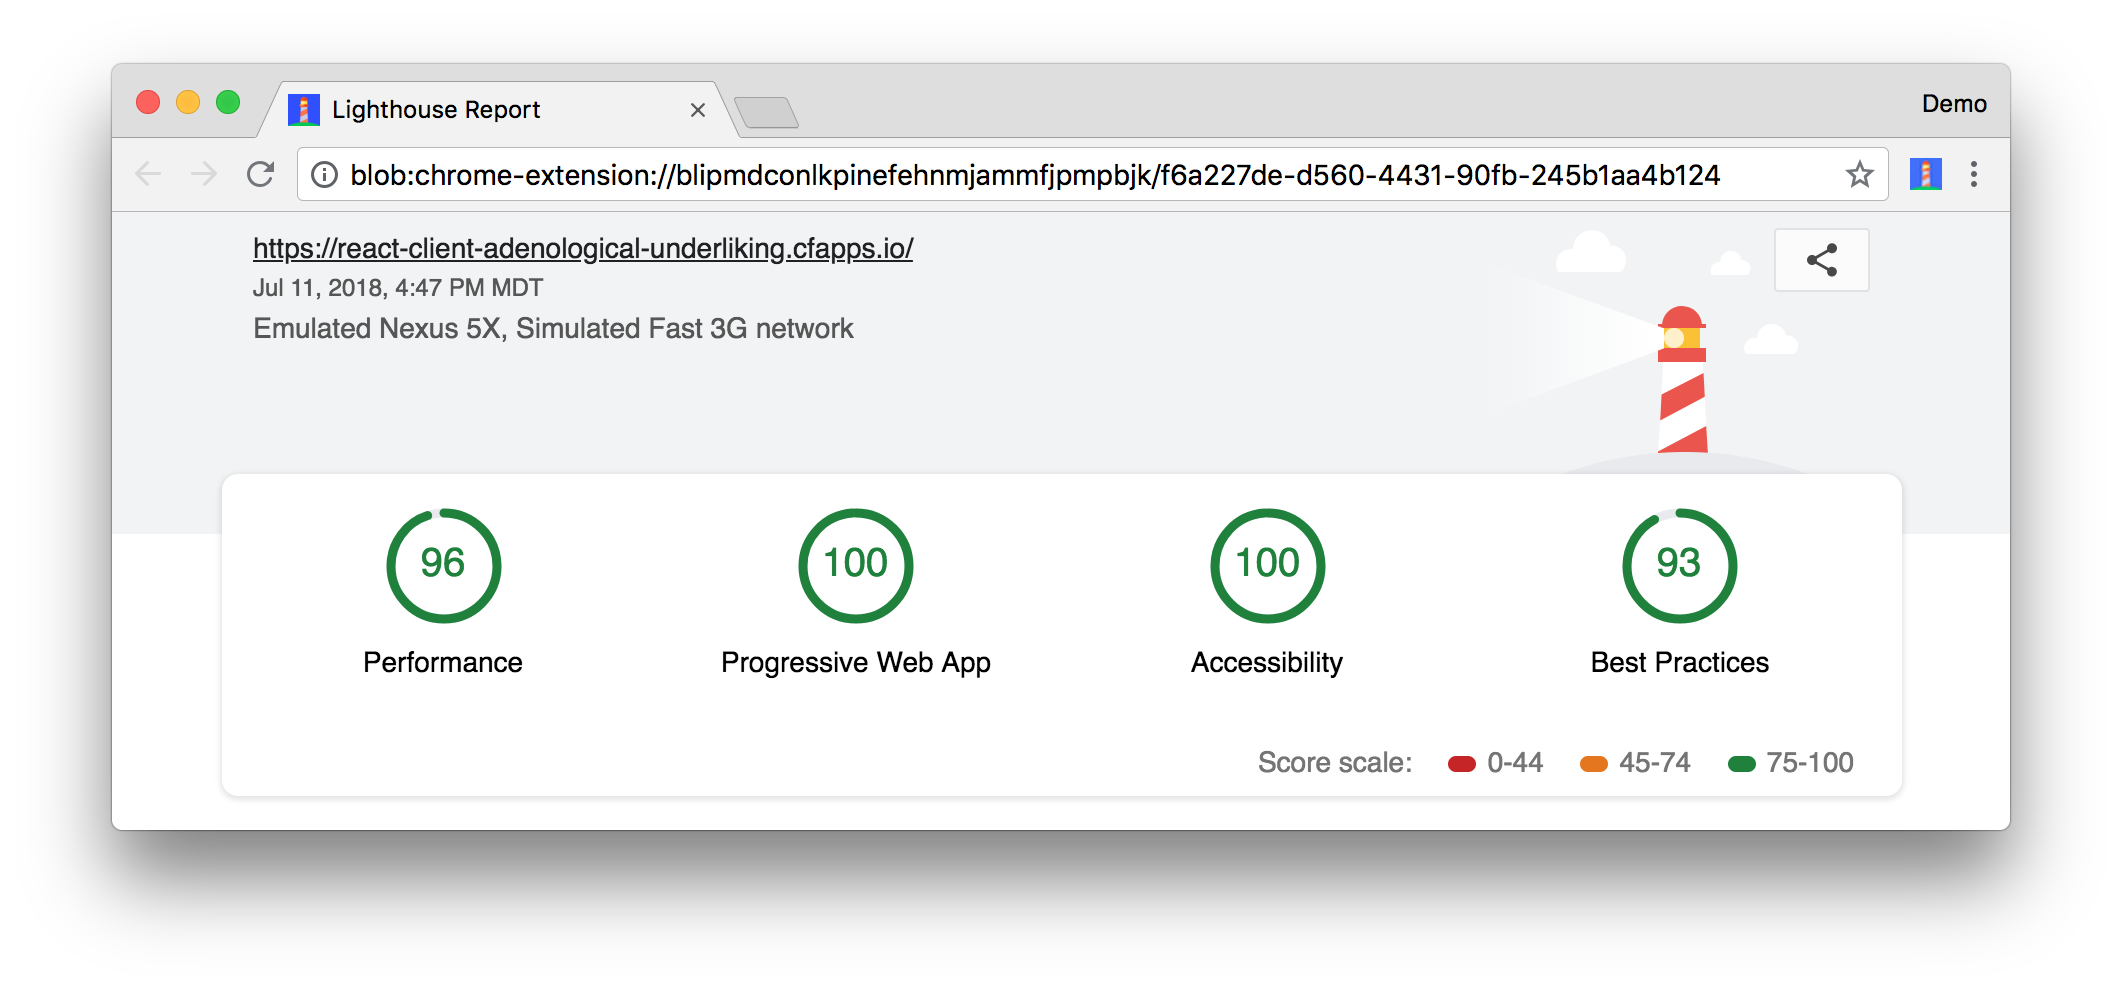 Lighthouse Report
Demo
blob:chrome-extension://blipmdconlkpinefehnmjammfjpmpbjk/f6a227de-d560-4431-90fb-245b1aa4b124
https://react-client-adenological-underliking.cfapps.io/
Jul 11, 2018, 4:47 PM MDT
Emulated Nexus 5X, Simulated Fast 3G network
96
Performance
100
Progressive Web App
100
Accessibility
93
Best Practices
Score scale: 0-44 45-74 75-100